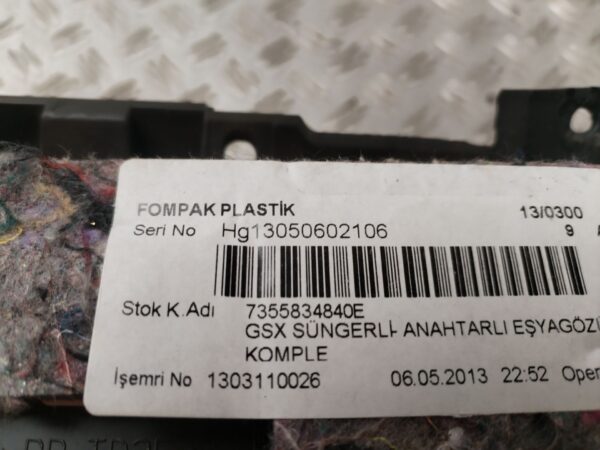 FOMPAK PLASTİK 13/0300
Seri No Hg13050602106 9
Stok K.Adı 7355834840E
GSX SÜNGERLİ- ANAHTARLI EŞYAGÖZİ
KOMPLE
İşemri No 1303110026 06.05.2013 22:52 Oper